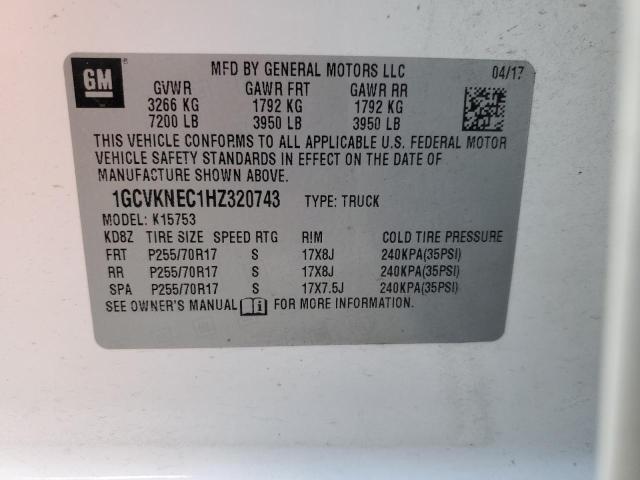 GM MFD BY GENERAL MOTORS LLC 04/17
GVWR GAWR FRT GAWR RR
3266 KG 1792 KG 1792 KG
7200 LB 3950 LB 3950 LB
THIS VEHICLE CONFORMS TO ALL APPLICABLE U.S. FEDERAL MOTOR
VEHICLE SAFETY STANDARDS IN EFFECT ON THE DATE OF
MANUFACTURE SHOWN ABOVE.
1GCVKNEC1HZ320743 TYPE: TRUCK
MODEL: K15753
KD8Z TIRE SIZE SPEED RTG RIM COLD TIRE PRESSURE
FRT P255/70R17 S 17X8J 240KPA(35PSI)
RR P255/70R17 S 17X8J 240KPA(35PSI)
SPA P255/70R17 S 17X7.5J 240KPA(35PSI)
SEE OWNER'S MANUAL i FOR MORE INFORMATION.